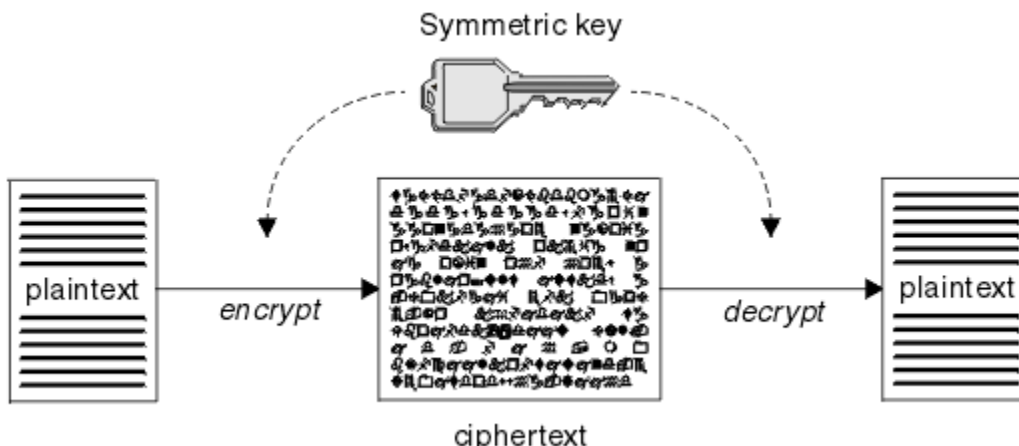 Symmetric key
plaintext
encrypt
decrypt
plaintext
ciphertext